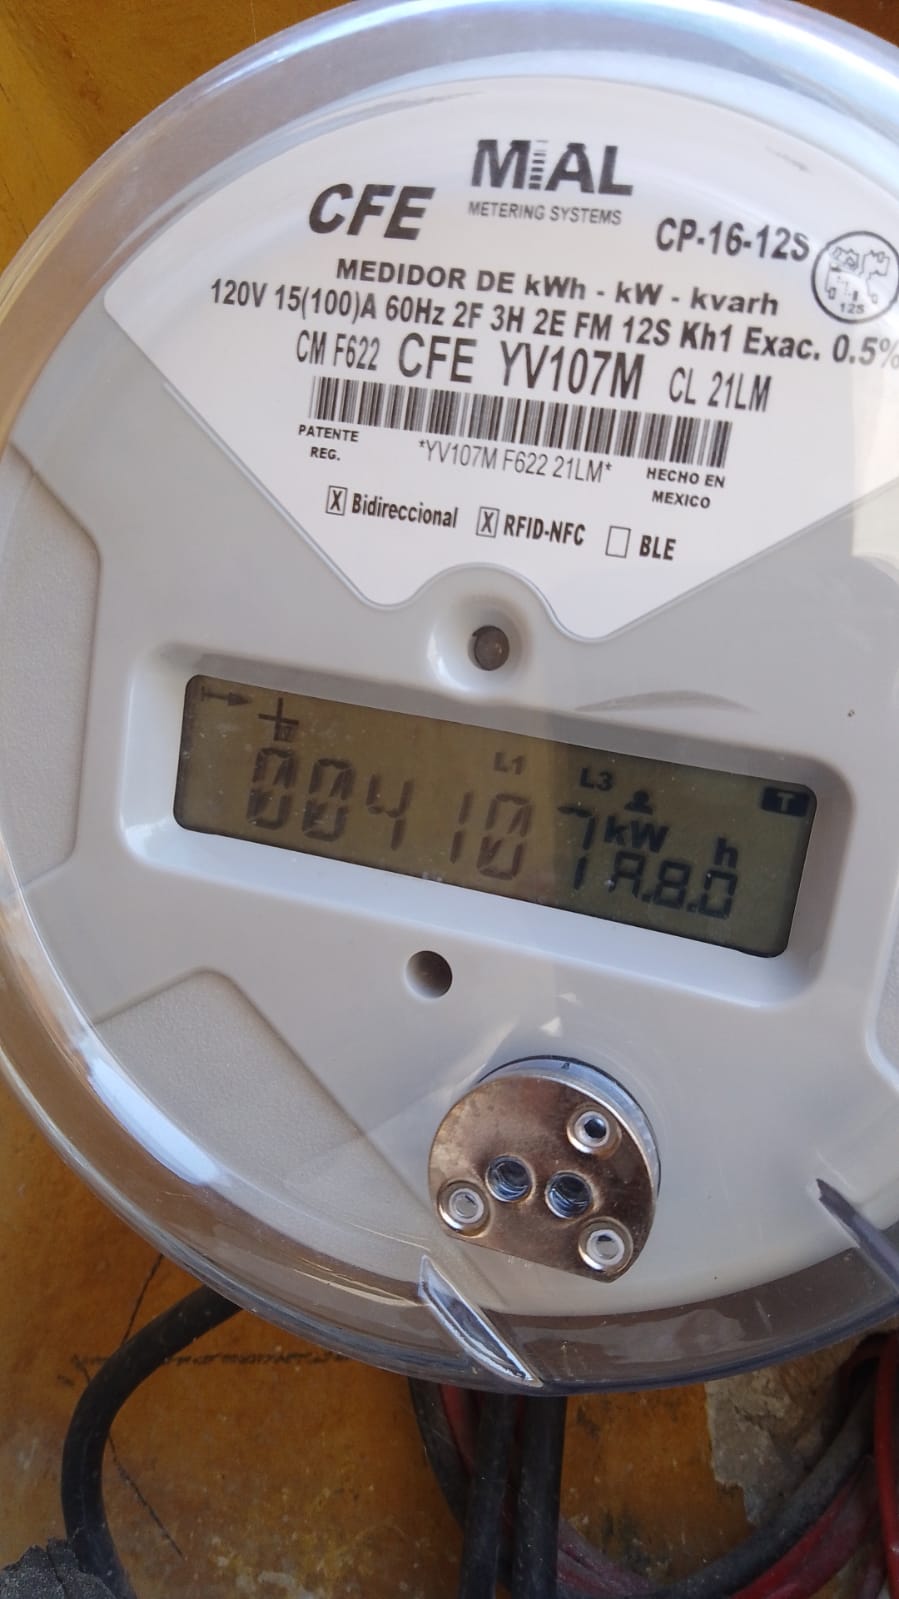 MIAL
METERING SYSTEMS
CFE
CP-16-12S
12S
MEDIDOR DE kWh - kW - kvarh
120V 15(100)A 60Hz 2F 3H 2E FM 12S Kh1 Exac. 0.5%
CM F622 CFE YV107M CL 21LM
PATENTE
REG.
*YV107M F622 21LM*
HECHO EN
MEXICO
X Bidireccional X RFID-NFC BLE
L1 L3 T
004107 kW h
1A.8.0